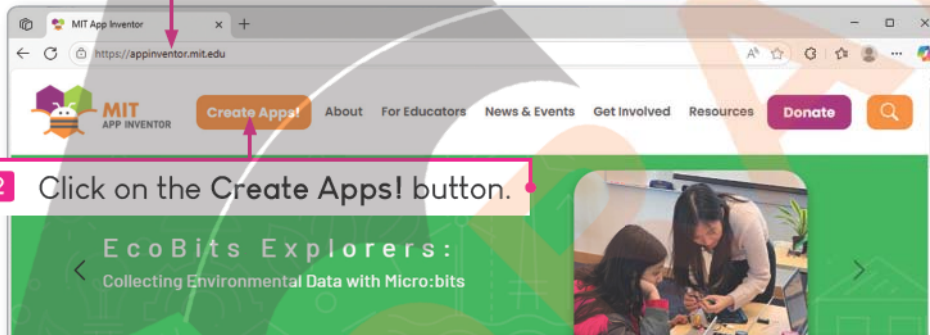 MIT App Inventor
https://appinventor.mit.edu
MIT
APP INVENTOR
Create Apps!
About
For Educators
News & Events
Get Involved
Resources
Donate
2 Click on the Create Apps! button.
EcoBits Explorers:
Collecting Environmental Data with Micro:bits